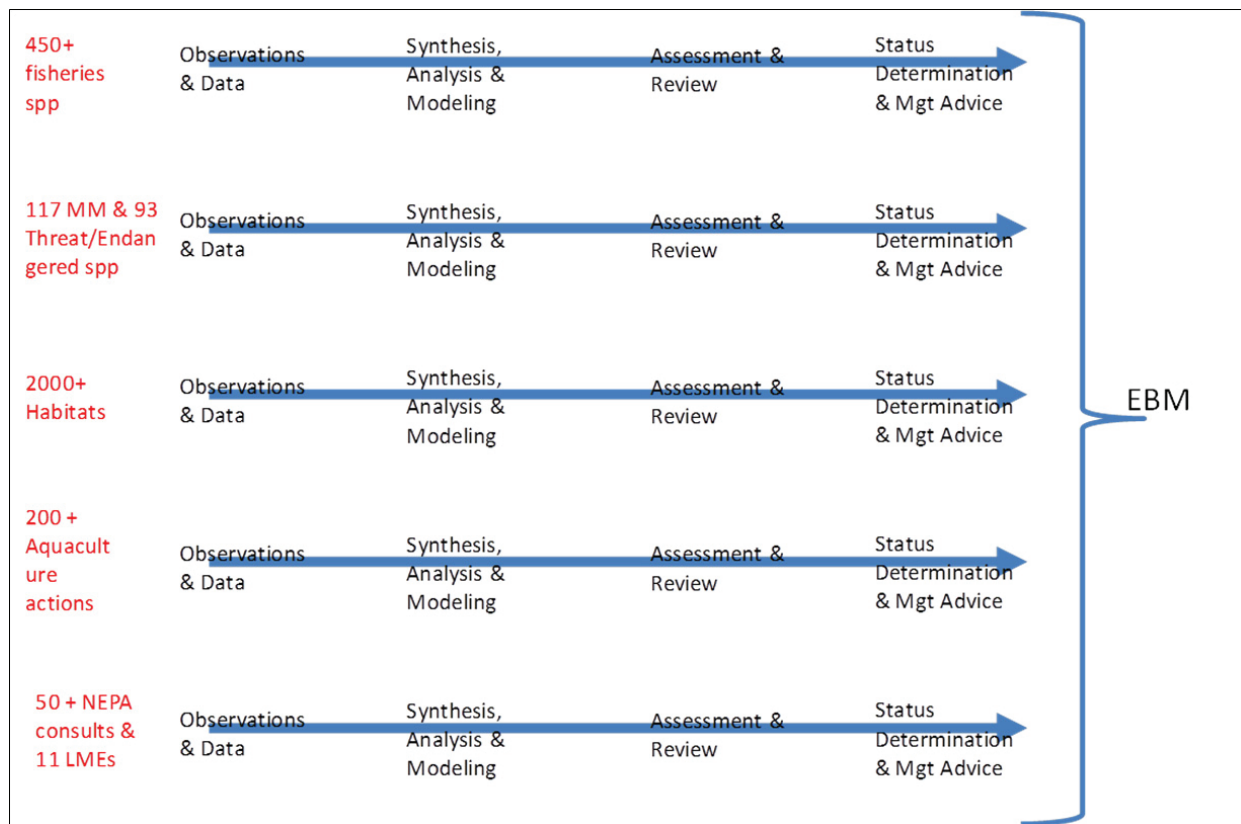 450+
fisheries
spp
Observations
& Data
Synthesis,
Analysis &
Modeling
Assessment &
Review
Status
Determination
& Mgt Advice
117 MM & 93
Threat/Endan
gered spp
Observations
& Data
Synthesis,
Analysis &
Modeling
Assessment &
Review
Status
Determination
& Mgt Advice
2000+
Habitats
Observations
& Data
Synthesis,
Analysis &
Modeling
Assessment &
Review
Status
Determination
& Mgt Advice
200 +
Aquacult
ure
actions
Observations
& Data
Synthesis,
Analysis &
Modeling
Assessment &
Review
Status
Determination
& Mgt Advice
50 + NEPA
consults &
11 LMEs
Observations
& Data
Synthesis,
Analysis &
Modeling
Assessment &
Review
Status
Determination
& Mgt Advice
EBM